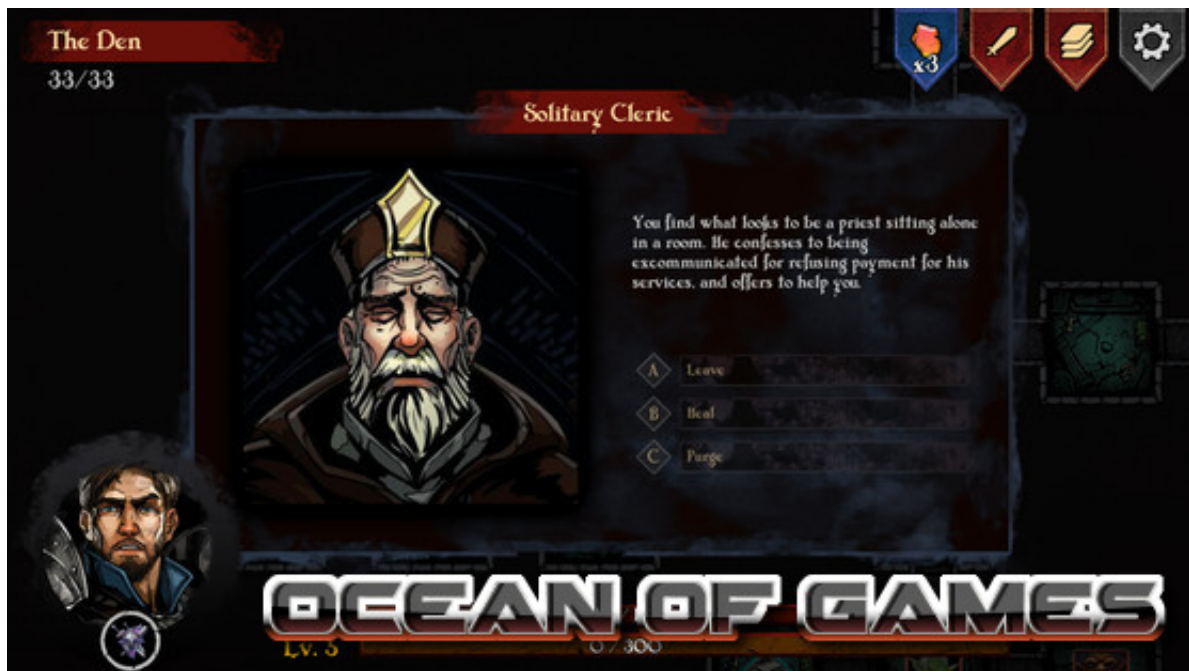 The Den
33/33
x3
Solitary Cleric
You find what looks to be a priest sitting alone
in a room. He confesses to being
excommunicated for refusing payment for his
services, and offers to help you.
A Leave
B Heal
C Purge
OCEAN OF GAMES
Lv. 3
0 / 300